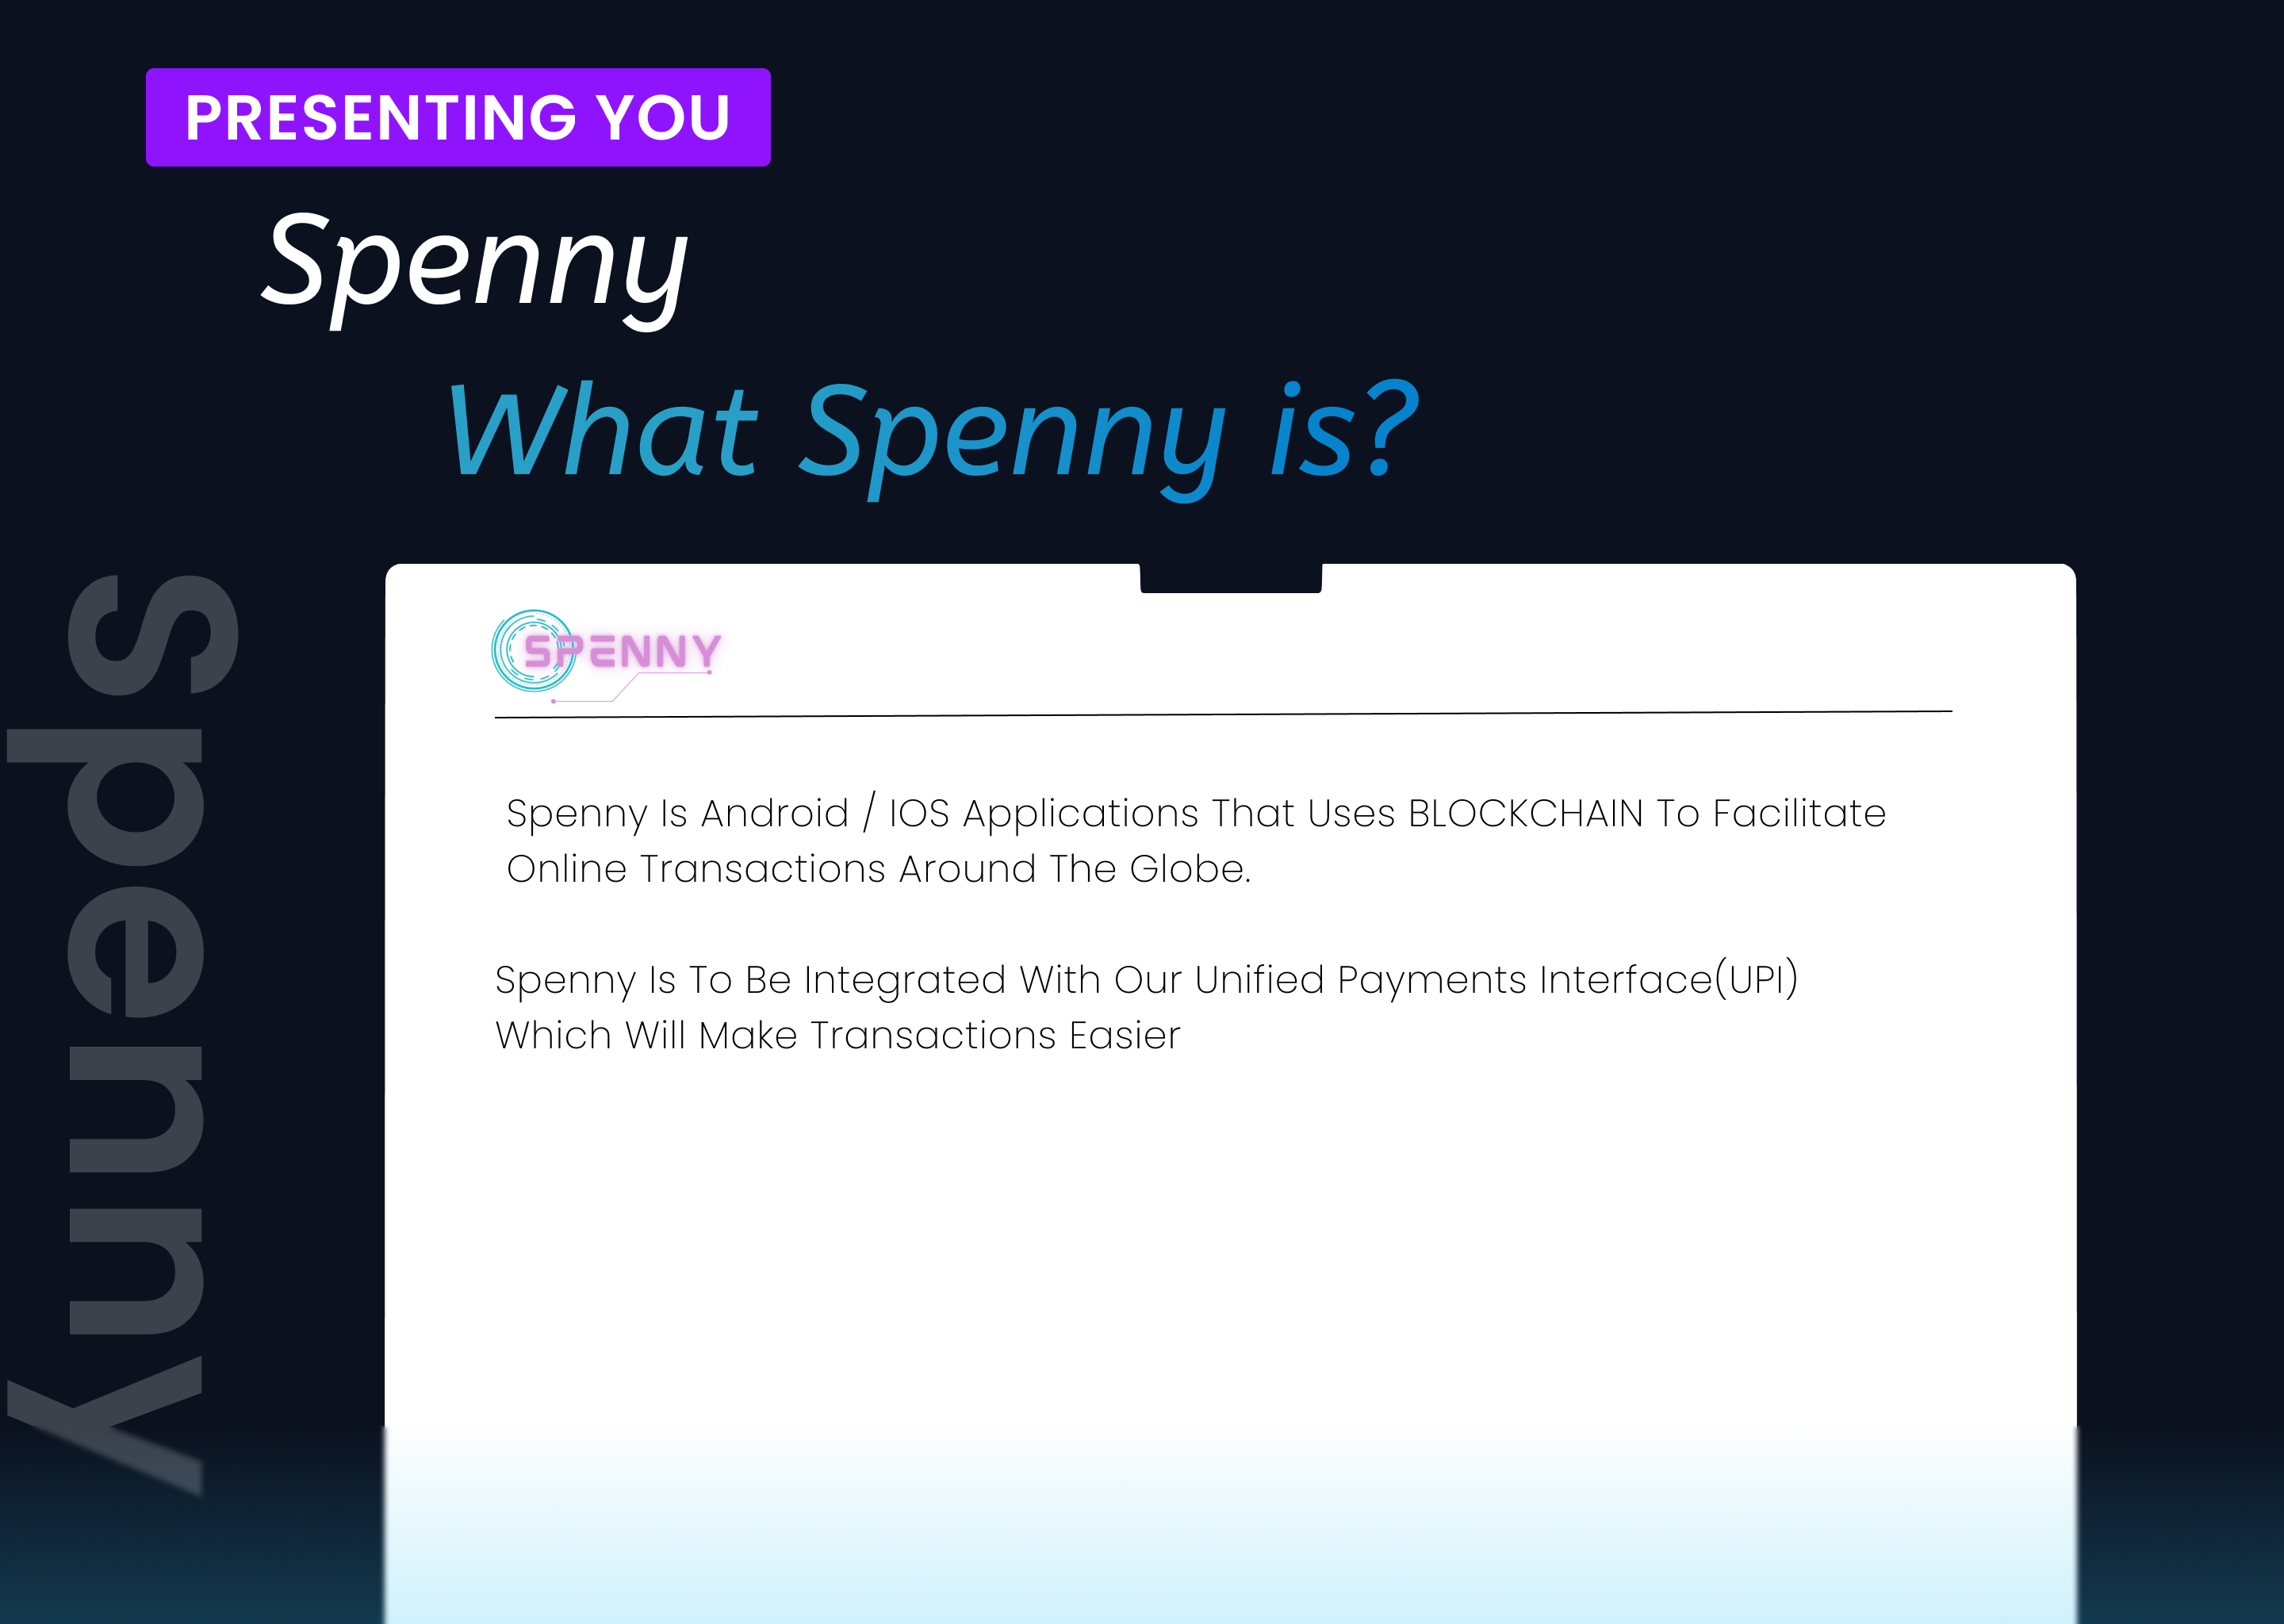 PRESENTING YOU
Spenny
What Spenny is?
Spenny
SPENNY
Spenny Is Android / IOS Applications That Uses BLOCKCHAIN To Facilitate
Online Transactions Around The Globe.
Spenny Is To Be Integrated With Our Unified Payments Interface(UPI)
Which Will Make Transactions Easier